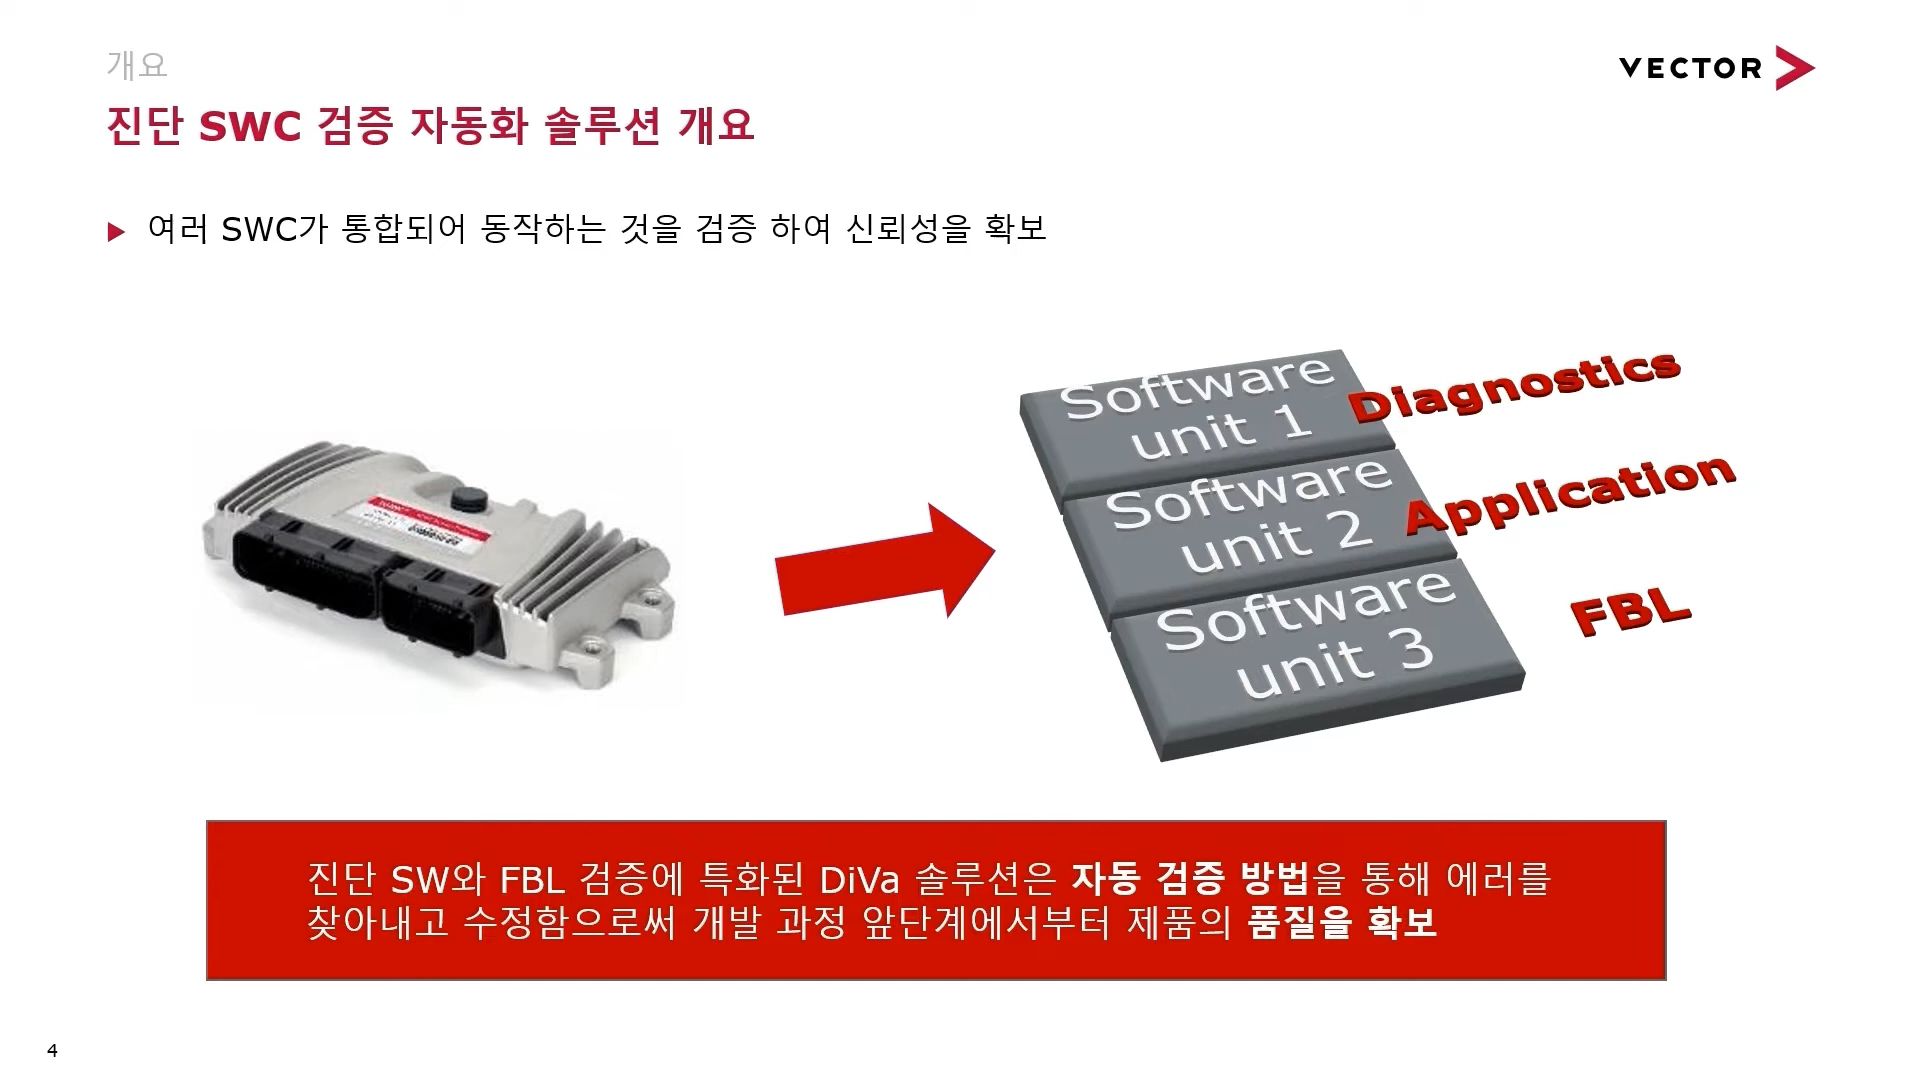 개요
VECTOR
진단 SWC 검증 자동화 솔루션 개요
여러 SWC가 통합되어 동작하는 것을 검증 하여 신뢰성을 확보
Software
unit 1
Diagnostics
Software
unit 2
Application
Software
unit 3
FBL
진단 SW와 FBL 검증에 특화된 DiVa 솔루션은 자동 검증 방법을 통해 에러를
찾아내고 수정함으로써 개발 과정 앞단계에서부터 제품의 품질을 확보
4